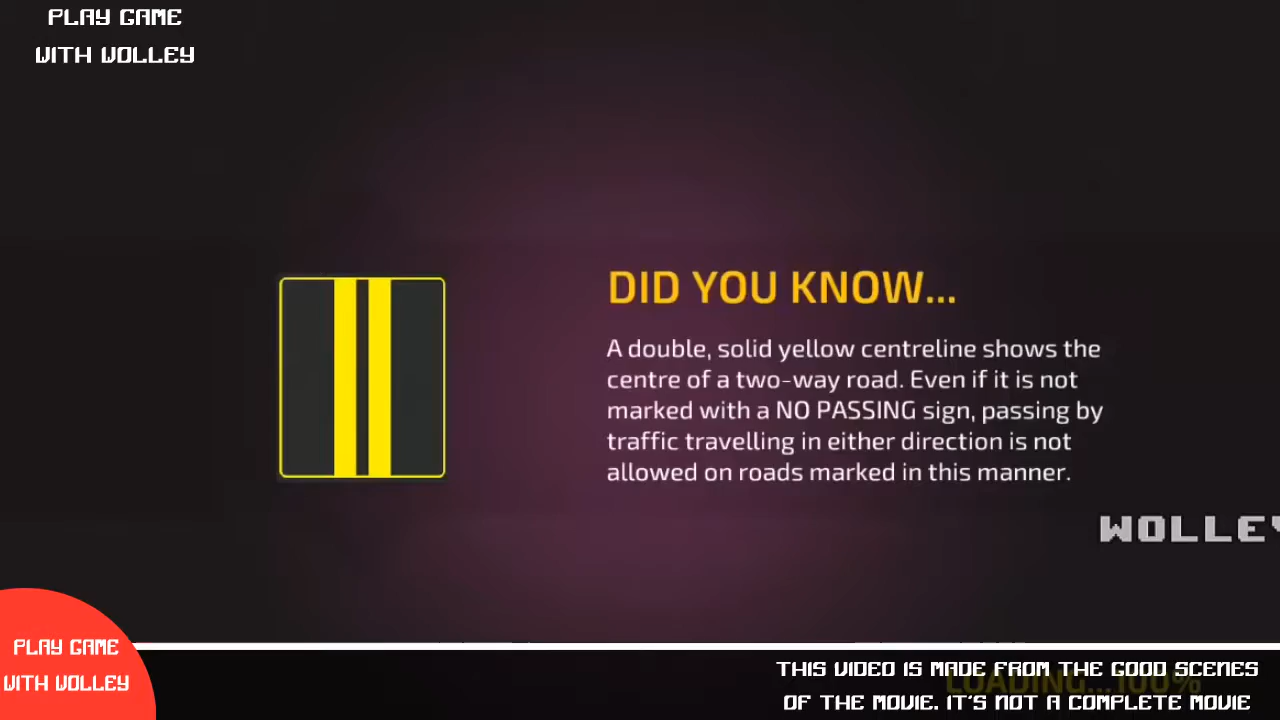 PLAY GAME
WITH WOLLEY
DID YOU KNOW...
A double, solid yellow centreline shows the
centre of a two-way road. Even if it is not
marked with a NO PASSING sign, passing by
traffic travelling in either direction is not
allowed on roads marked in this manner.
WOLLEY
PLAY GAME
WITH WOLLEY
THIS VIDEO IS MADE FROM THE GOOD SCENES
LOADING...100%
OF THE MOVIE. IT'S NOT A COMPLETE MOVIE